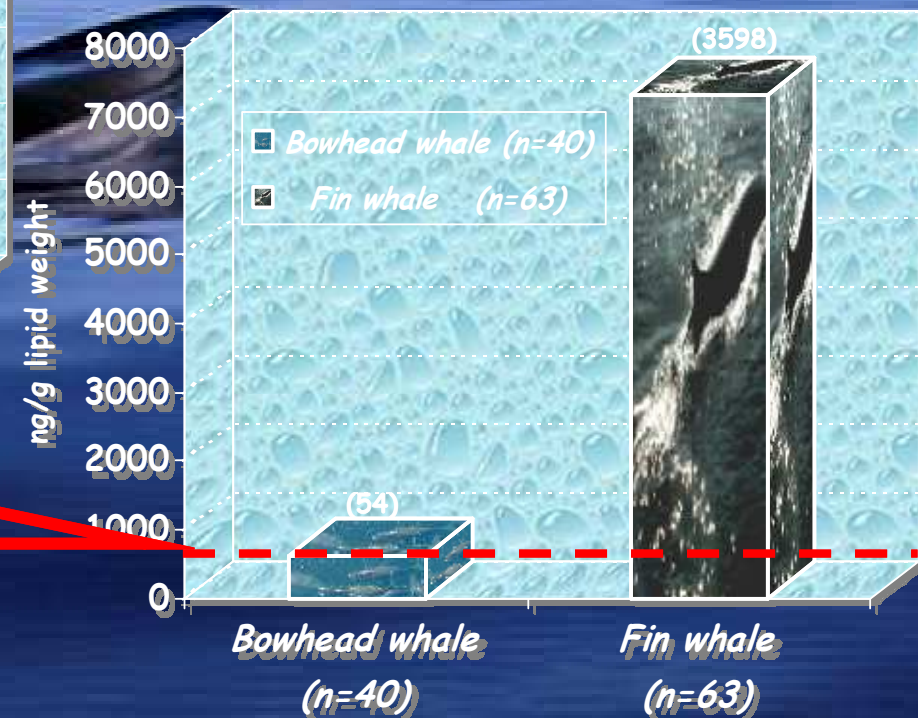 (3598)
8000
7000
6000
5000
4000
3000
2000
1000
0
ng/g lipid weight
Bowhead whale (n=40)
Fin whale (n=63)
(54)
Bowhead whale
(n=40)
Fin whale
(n=63)